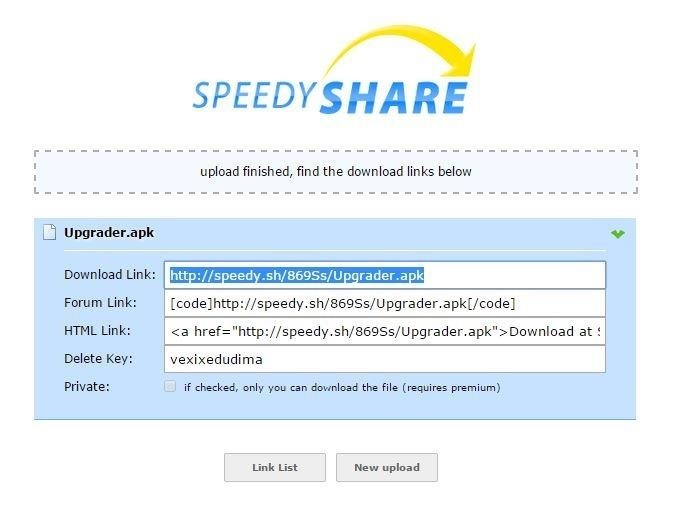 SPEEDYSHARE
upload finished, find the download links below
Upgrader.apk
Download Link: http://speedy.sh/869Ss/Upgrader.apk
Forum Link: [code]http://speedy.sh/869Ss/Upgrader.apk[/code]
HTML Link: <a href="http://speedy.sh/869Ss/Upgrader.apk">Download at S
Delete Key: vexixedudima
Private: if checked, only you can download the file (requires premium)
Link List New upload